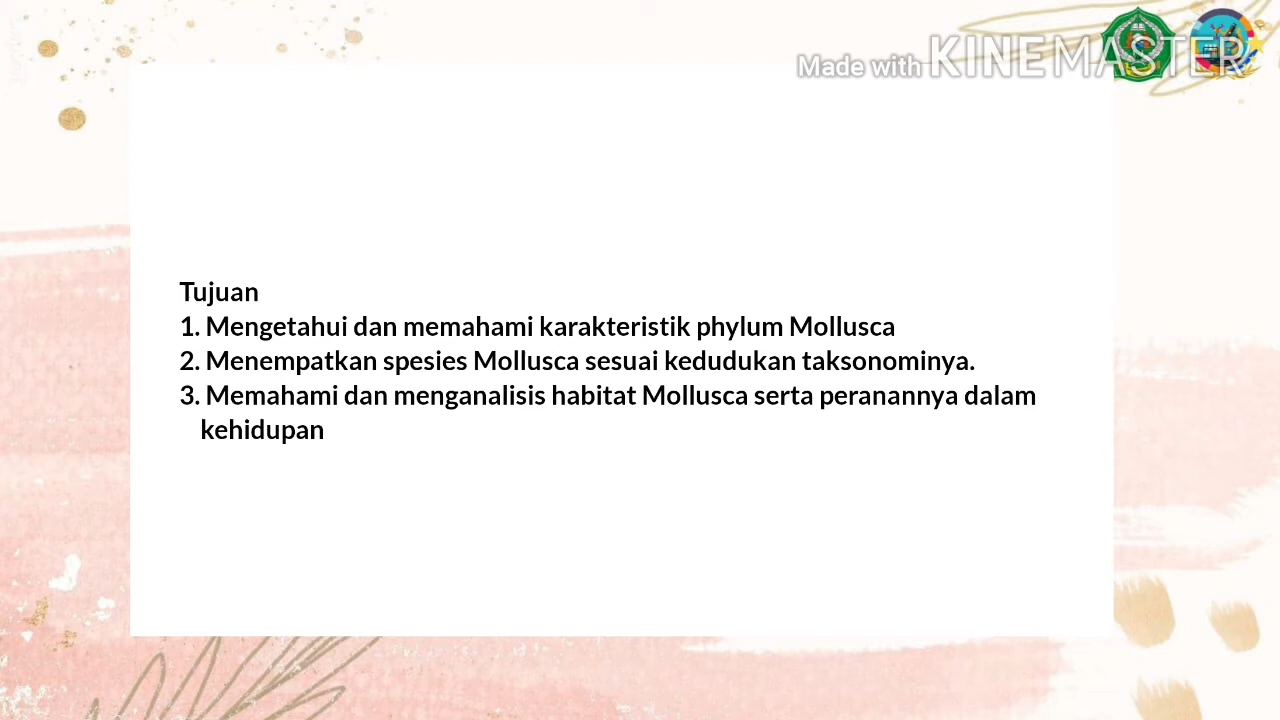 Made with KINEMASTER
Tujuan
1. Mengetahui dan memahami karakteristik phylum Mollusca
2. Menempatkan spesies Mollusca sesuai kedudukan taksonominya.
3. Memahami dan menganalisis habitat Mollusca serta peranannya dalam
kehidupan